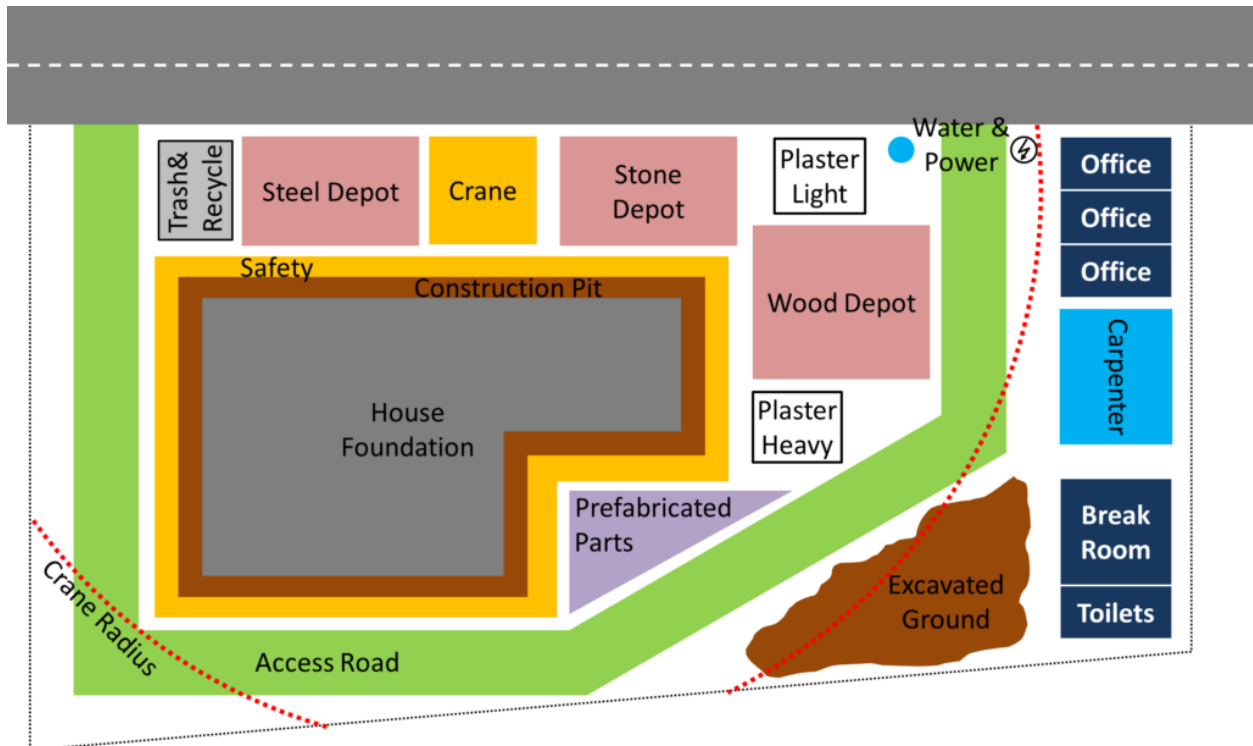 Trash&
Recycle
Steel Depot
Crane
Stone
Depot
Plaster
Light
Water &
Power
Office
Office
Office
Safety
Construction Pit
Wood Depot
Carpenter
House
Foundation
Plaster
Heavy
Prefabricated
Parts
Break
Room
Excavated
Ground
Toilets
Crane Radius
Access Road